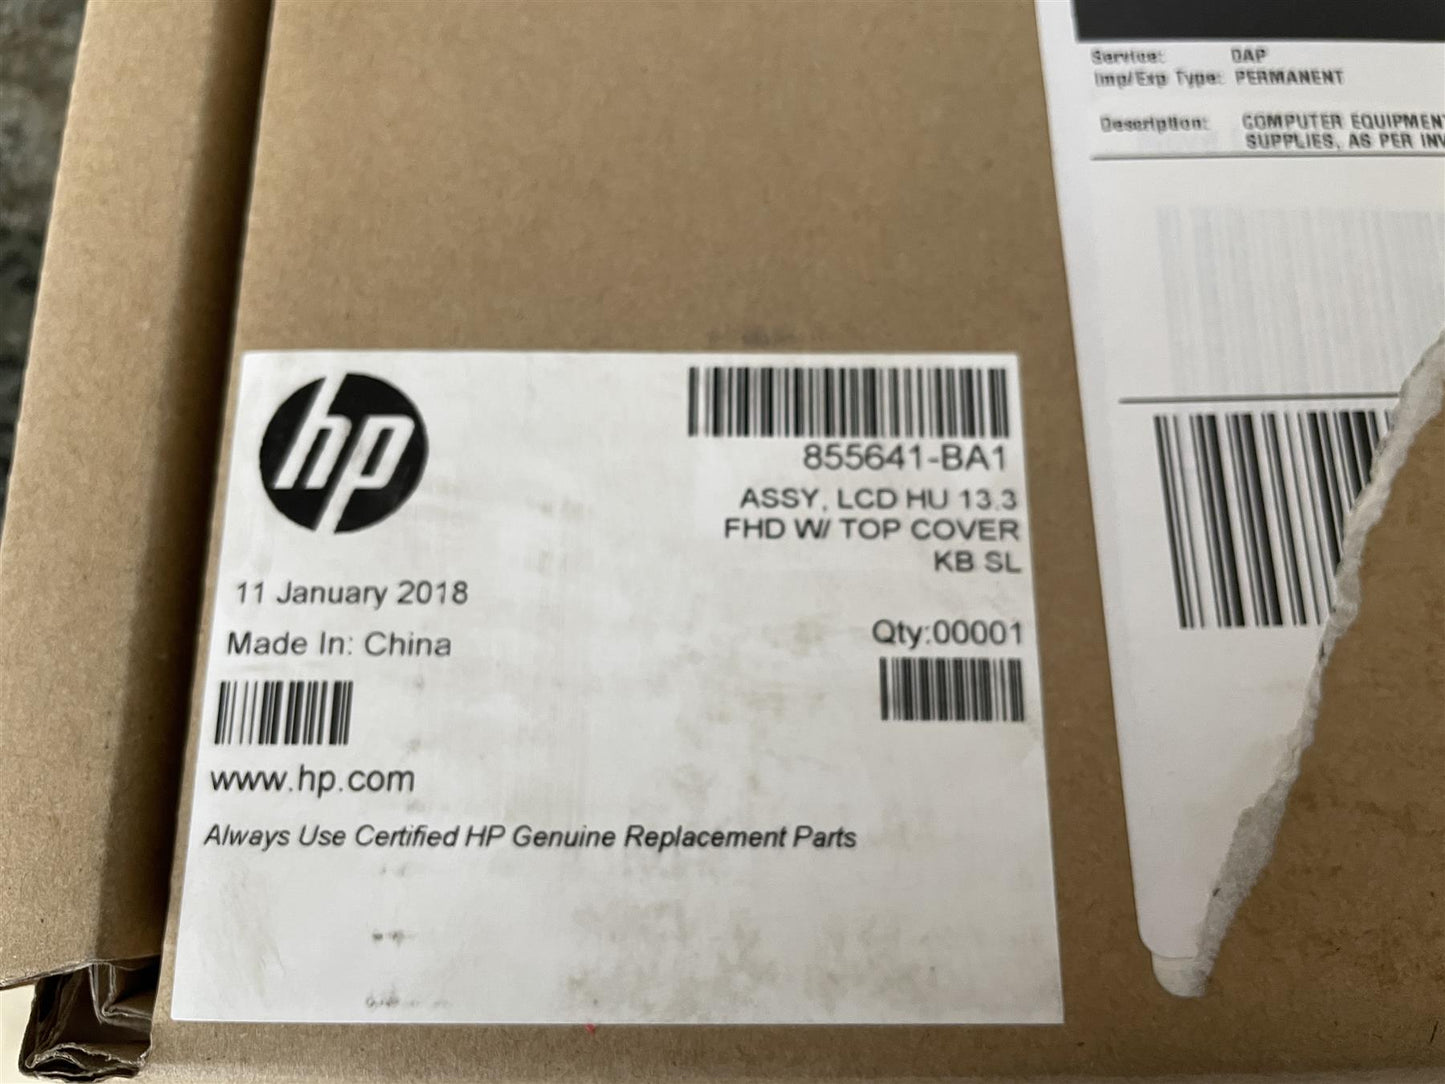 Service: DAP
Imp/Exp Type: PERMANENT
Description: COMPUTER EQUIPMENT
SUPPLIES, AS PER INV
hp
855641-BA1
ASSY, LCD HU 13.3
FHD W/ TOP COVER
KB SL
11 January 2018
Made In: China
Qty:00001
www.hp.com
Always Use Certified HP Genuine Replacement Parts